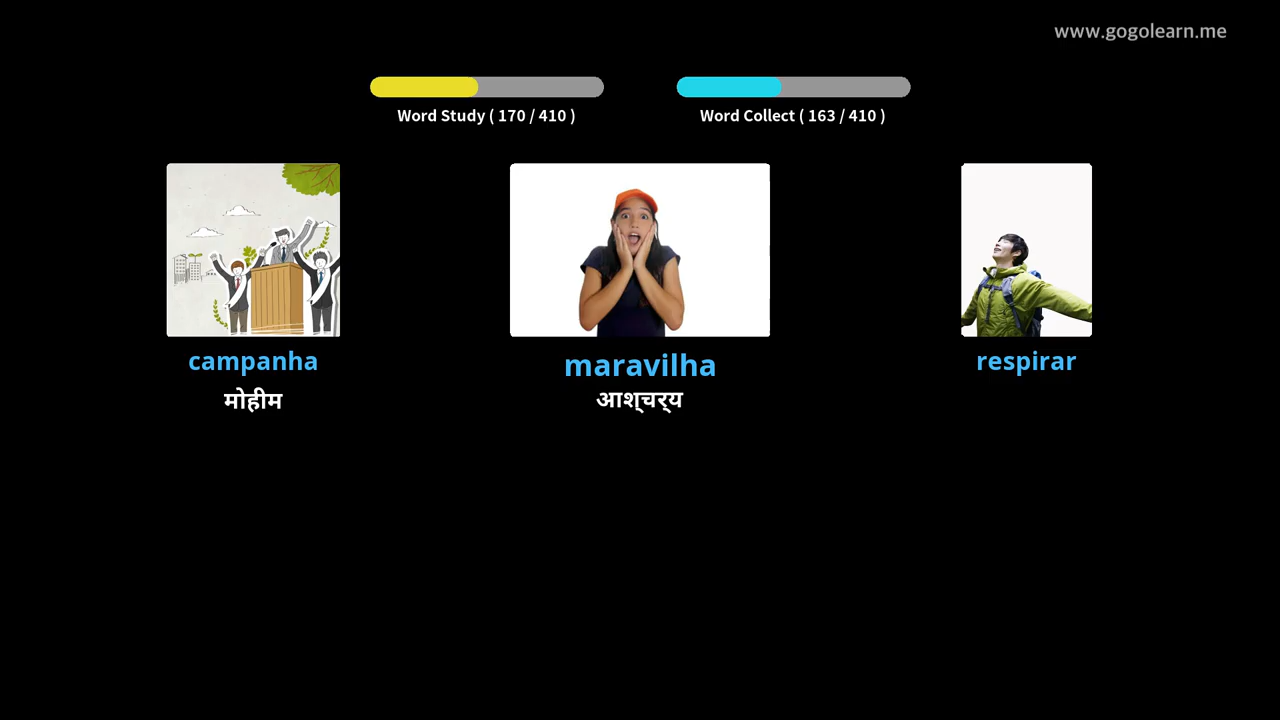 www.gogolearn.me
Word Study ( 170 / 410 )
Word Collect ( 163 / 410 )
campanha
मोहीम
maravilha
आश्चर्य
respirar